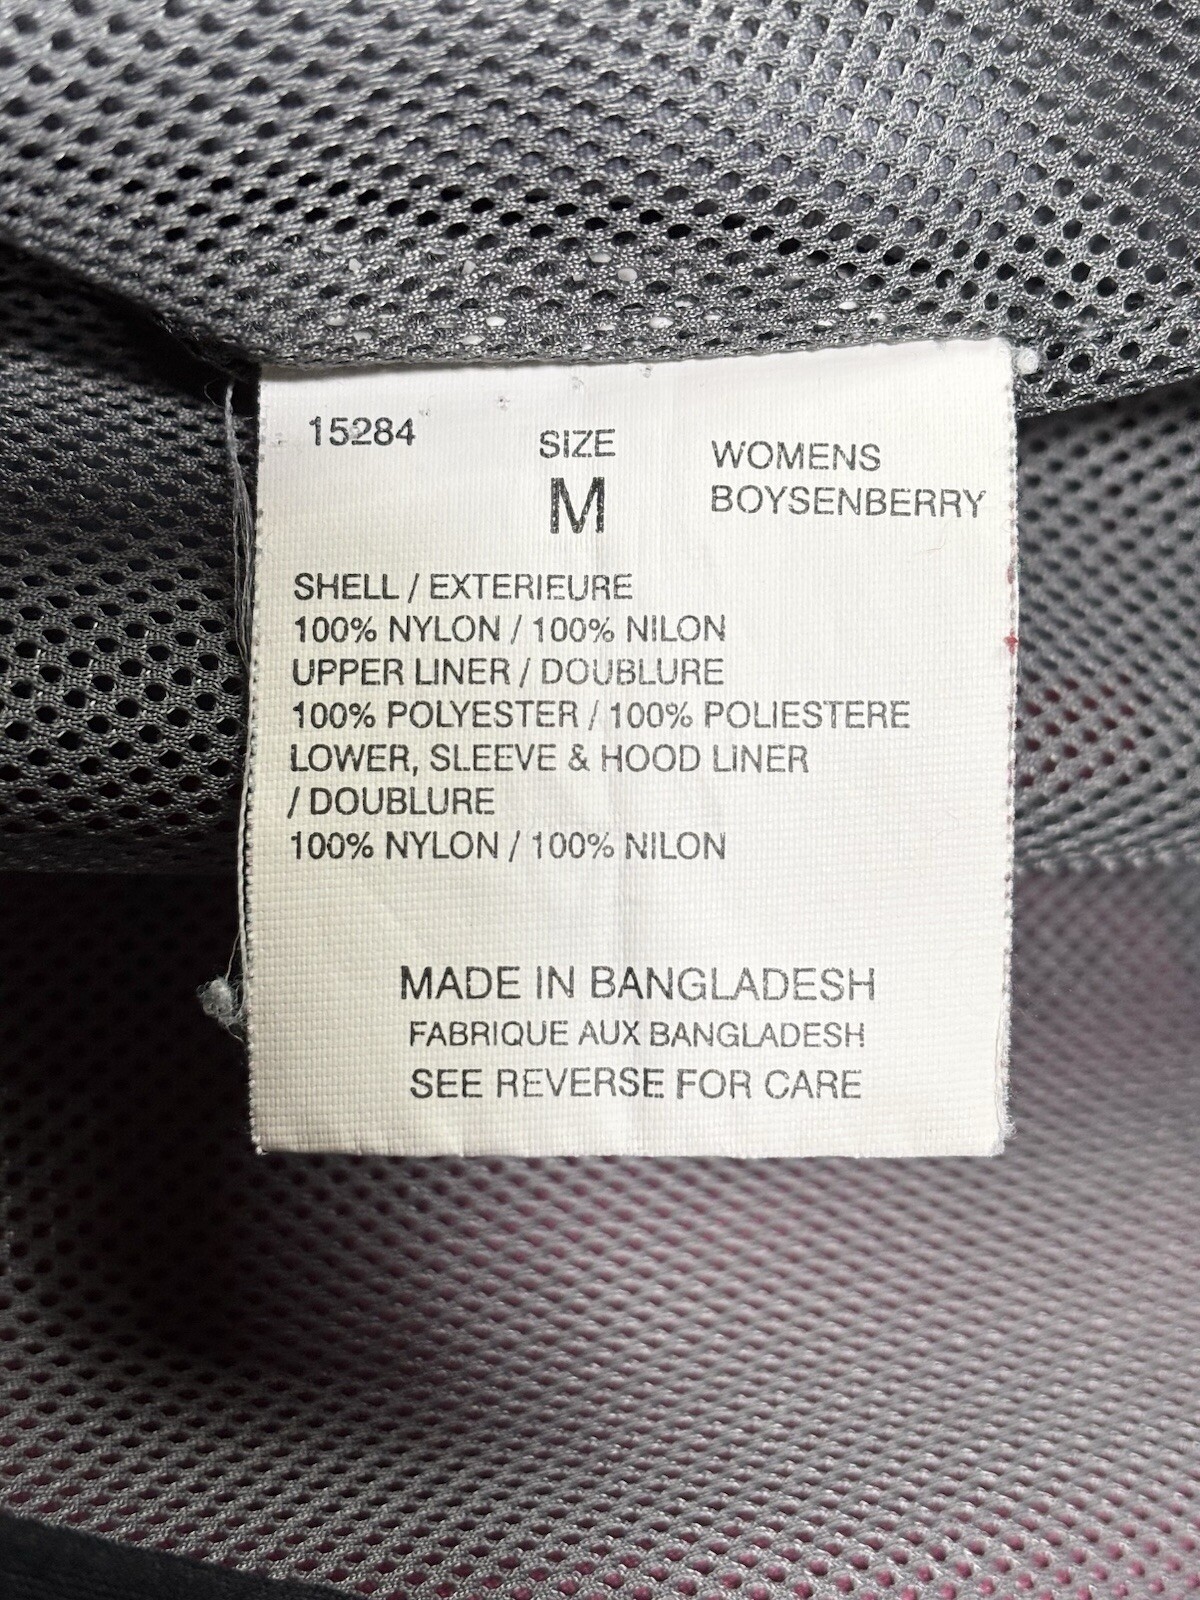 15284
SIZE
M
WOMENS
BOYSENBERRY
SHELL / EXTERIEURE
100% NYLON / 100% NILON
UPPER LINER / DOUBLURE
100% POLYESTER / 100% POLIESTERE
LOWER, SLEEVE & HOOD LINER
/ DOUBLURE
100% NYLON / 100% NILON
MADE IN BANGLADESH
FABRIQUE AUX BANGLADESH
SEE REVERSE FOR CARE